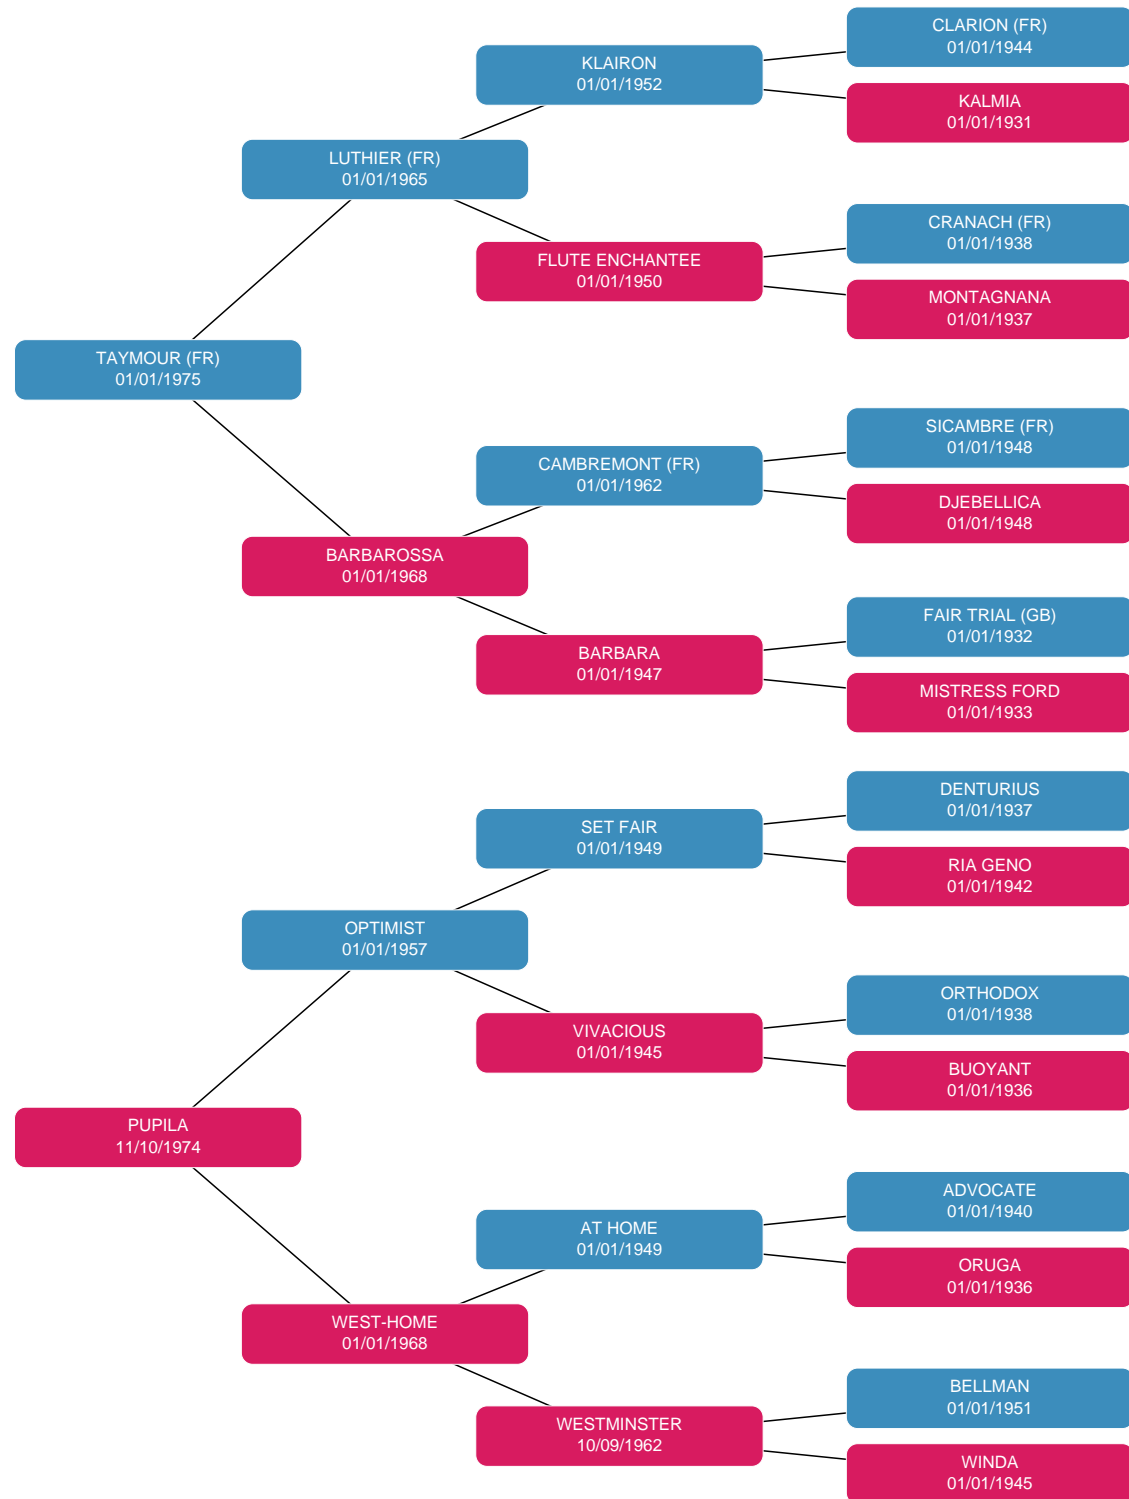 CLARION (FR)
01/01/1944
KLAIRON
01/01/1952
KALMIA
01/01/1931
LUTHIER (FR)
01/01/1965
CRANACH (FR)
01/01/1938
FLUTE ENCHANTEE
01/01/1950
MONTAGNANA
01/01/1937
TAYMOUR (FR)
01/01/1975
SICAMBRE (FR)
01/01/1948
CAMBREMONT (FR)
01/01/1962
DJEBELLICA
01/01/1948
BARBAROSSA
01/01/1968
FAIR TRIAL (GB)
01/01/1932
BARBARA
01/01/1947
MISTRESS FORD
01/01/1933
DENTURIUS
01/01/1937
SET FAIR
01/01/1949
RIA GENO
01/01/1942
OPTIMIST
01/01/1957
ORTHODOX
01/01/1938
VIVACIOUS
01/01/1945
BUOYANT
01/01/1936
PUPILA
11/10/1974
ADVOCATE
01/01/1940
AT HOME
01/01/1949
ORUGA
01/01/1936
WEST-HOME
01/01/1968
BELLMAN
01/01/1951
WESTMINSTER
10/09/1962
WINDA
01/01/1945